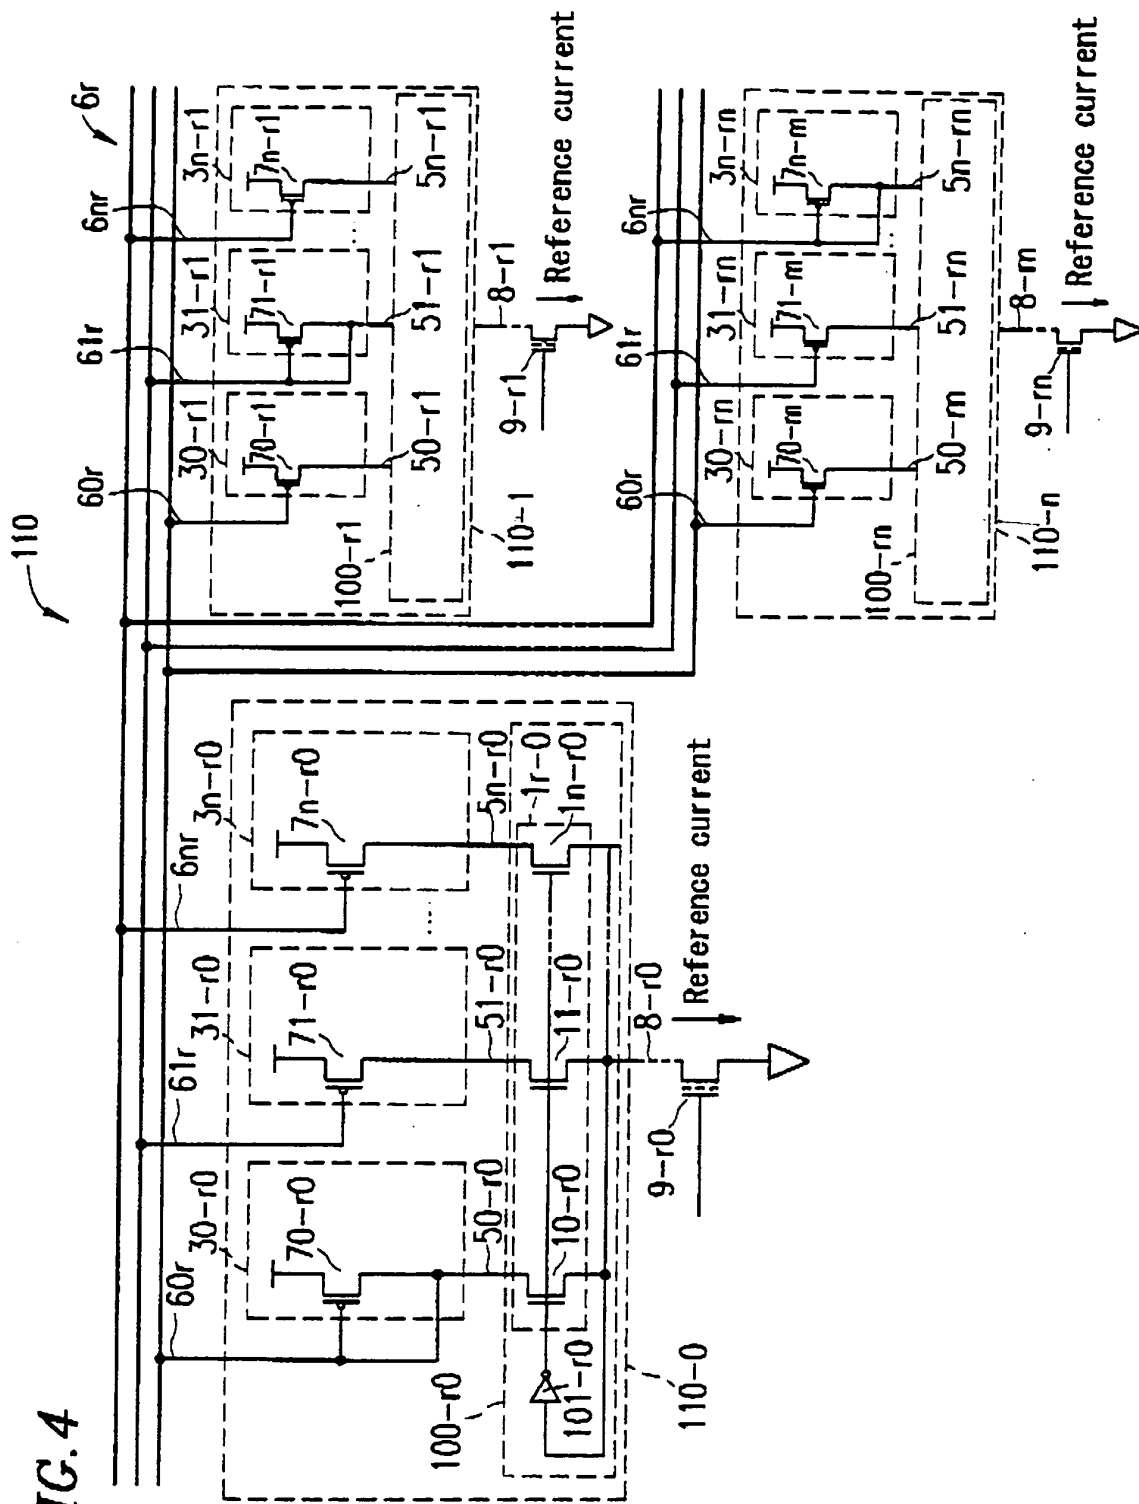 IG.4
110
6r
60r
61r
6nr
30-r0
31-r0
3n-r0
70-r0
71-r0
7n-r0
50-r0
51-r0
5n-r0
1r-0
10-r0
11-r0
1n-r0
100-r0
101-r0
110-0
8-r0
9-r0
Reference current
60r
61r
6nr
30-r1
31-r1
3n-r1
70-r1
71-r1
7n-r1
50-r1
51-r1
5n-r1
100-r1
110-1
8-r1
9-r1
Reference current
60r
61r
6nr
30-rn
31-rn
3n-rn
70-m
71-m
7n-m
50-rn
51-rn
5n-rn
100-rn
110-n
8-m
9-rn
Reference current